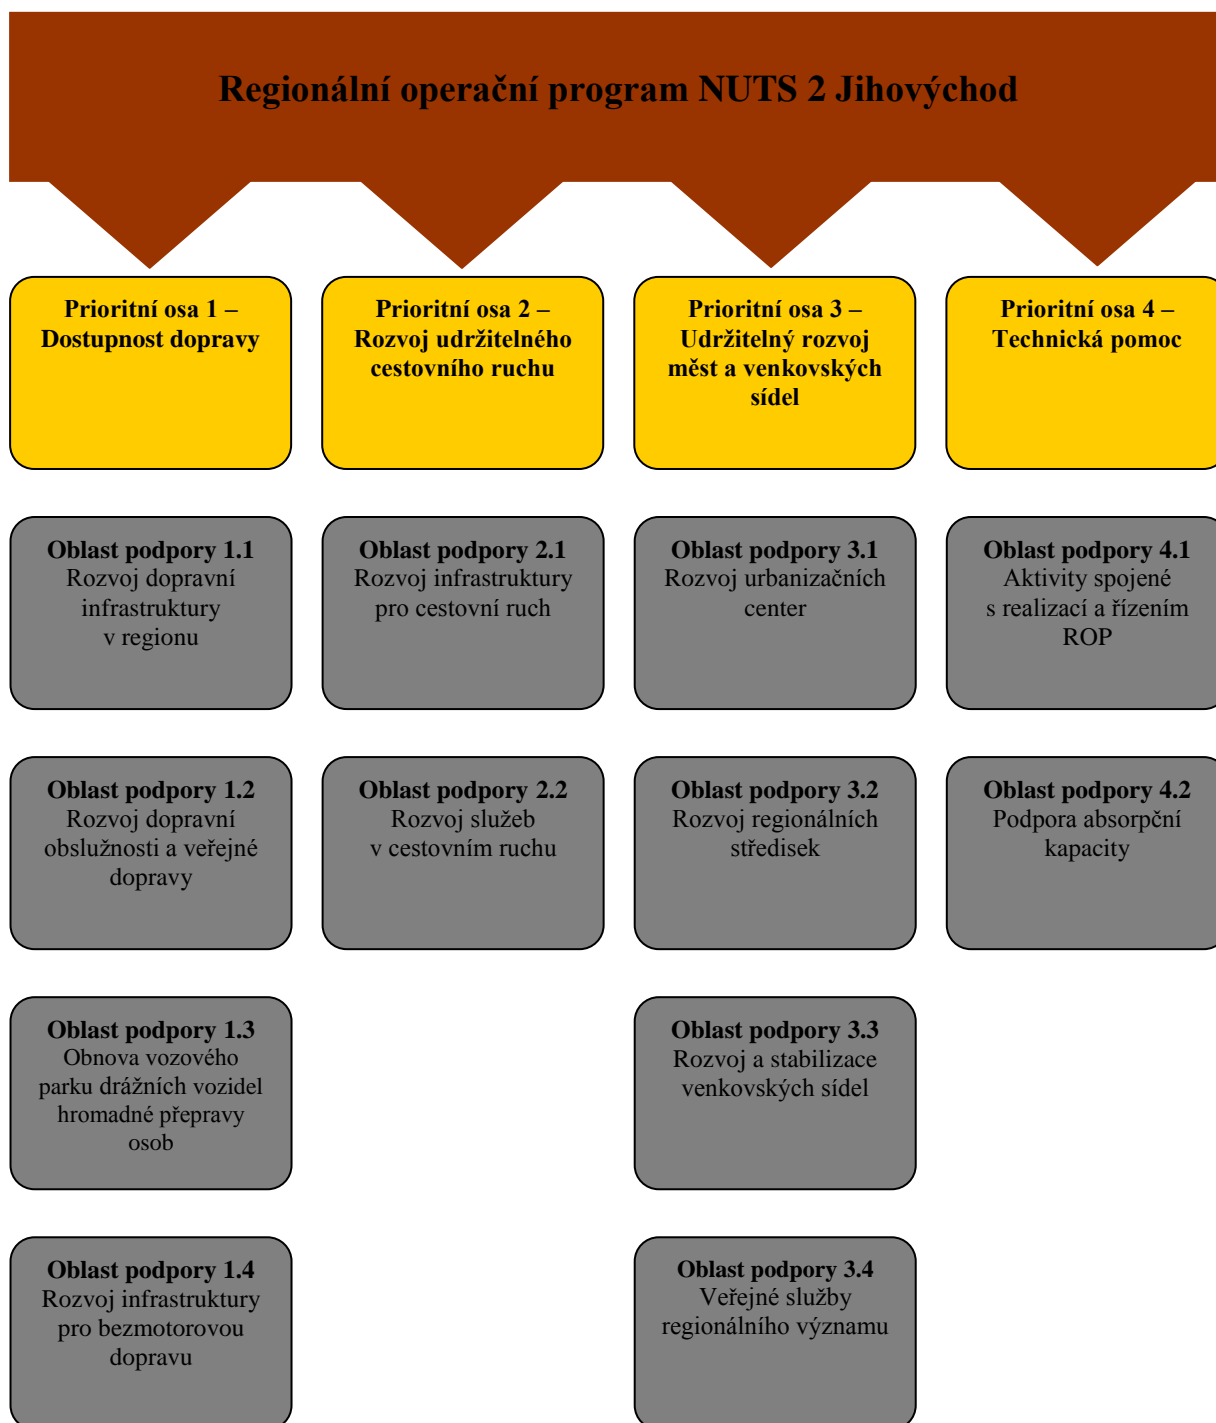 Regionální operační program NUTS 2 Jihovýchod
Prioritní osa 1 –
Dostupnost dopravy
Prioritní osa 2 –
Rozvoj udržitelného
cestovního ruchu
Prioritní osa 3 –
Udržitelný rozvoj
měst a venkovských
sídel
Prioritní osa 4 –
Technická pomoc
Oblast podpory 1.1
Rozvoj dopravní
infrastruktury
v regionu
Oblast podpory 2.1
Rozvoj infrastruktury
pro cestovní ruch
Oblast podpory 3.1
Rozvoj urbanizačních
center
Oblast podpory 4.1
Aktivity spojené
s realizací a řízením
ROP
Oblast podpory 1.2
Rozvoj dopravní
obslužnosti a veřejné
dopravy
Oblast podpory 2.2
Rozvoj služeb
v cestovním ruchu
Oblast podpory 3.2
Rozvoj regionálních
středisek
Oblast podpory 4.2
Podpora absorpční
kapacity
Oblast podpory 1.3
Obnova vozového
parku drážních vozidel
hromadné přepravy
osob
Oblast podpory 3.3
Rozvoj a stabilizace
venkovských sídel
Oblast podpory 1.4
Rozvoj infrastruktury
pro bezmotorovou
dopravu
Oblast podpory 3.4
Veřejné služby
regionálního významu